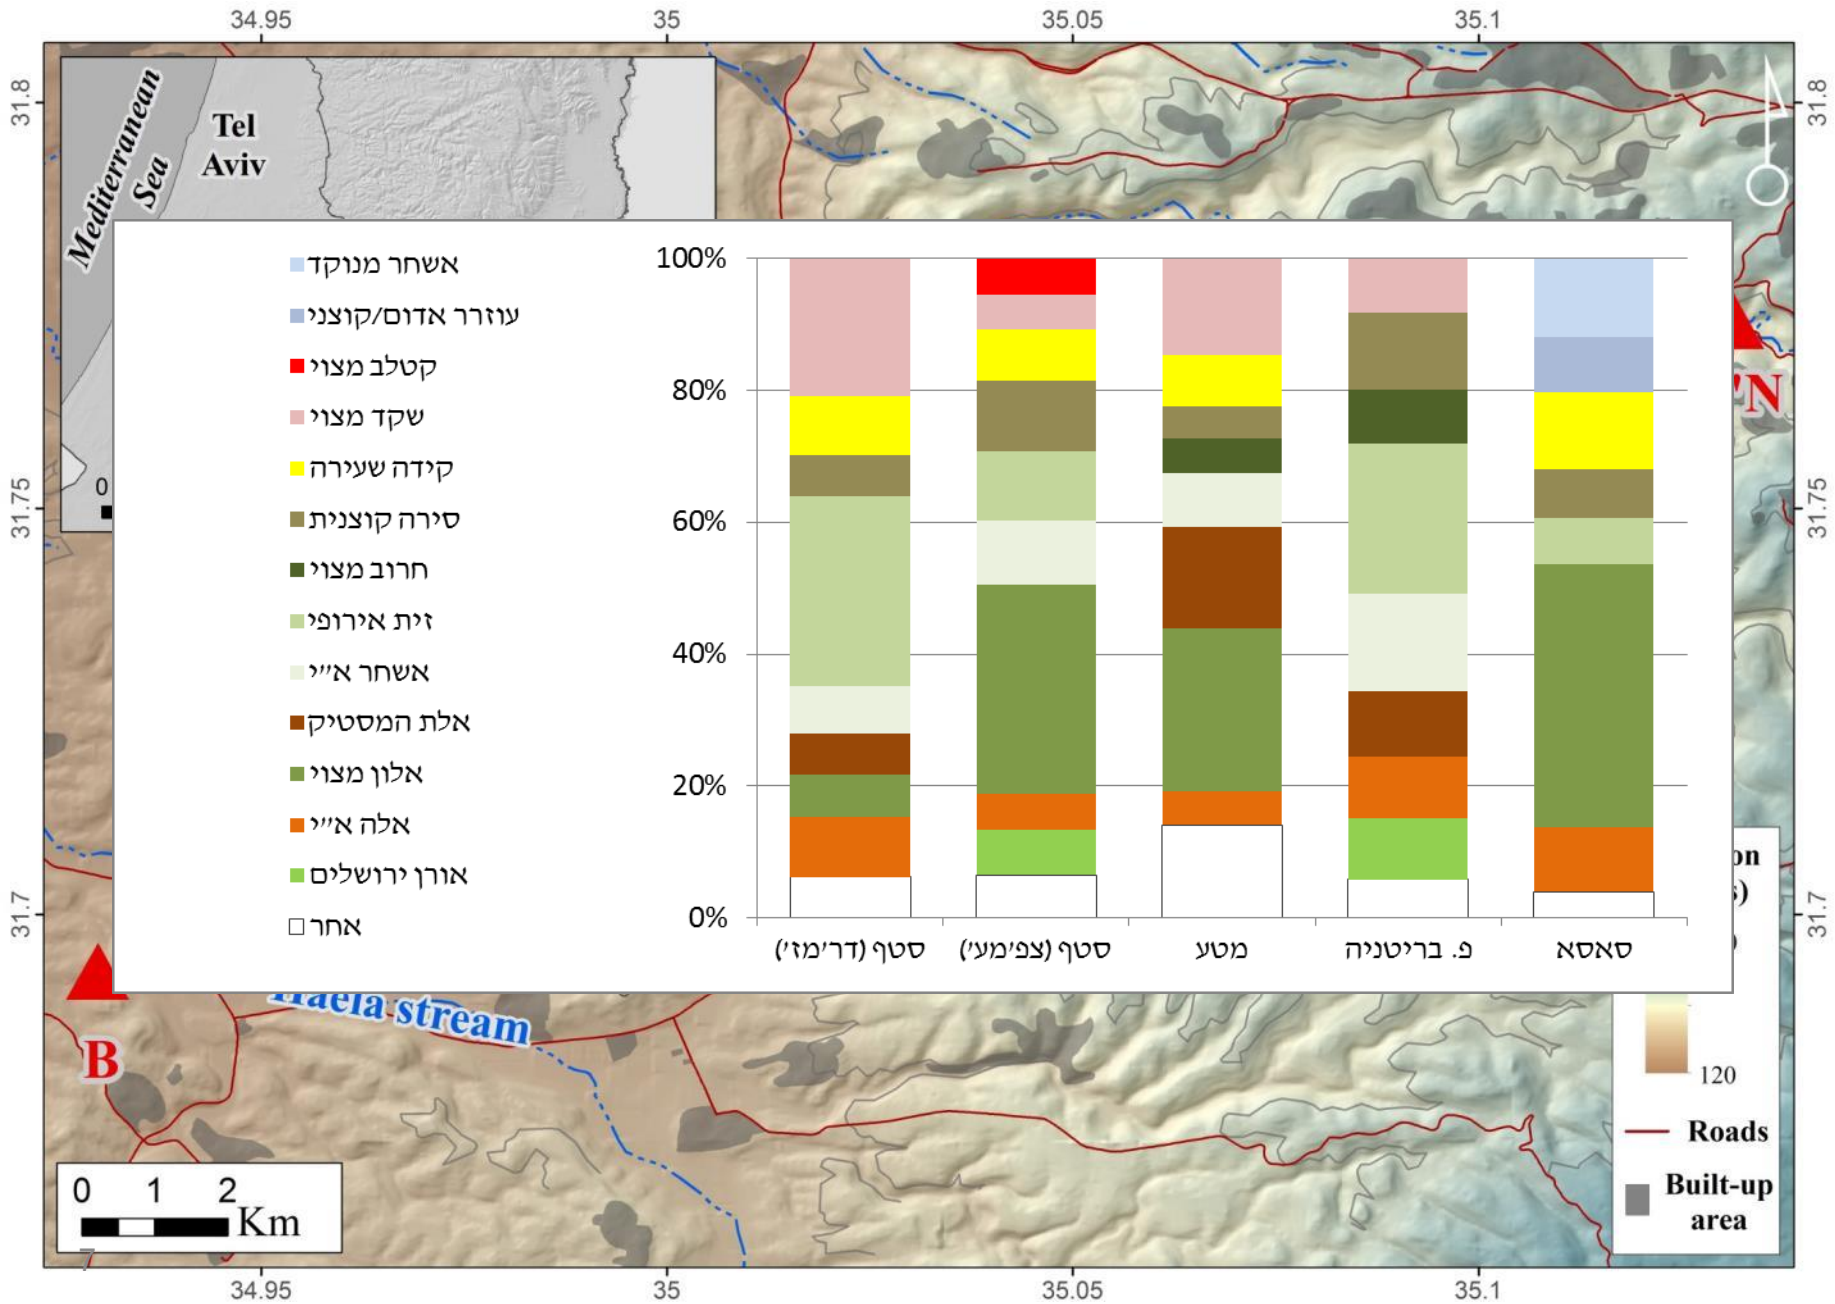 34.95 35 35.05 35.1
31.8 31.8
Mediterranean
Sea
Tel
Aviv
אשחר מנוקד
עוזרר אדום/קוצני
קטלב מצוי
שקד מצוי
קידה שעירה
סירה קוצנית
חרוב מצוי
זית אירופי
אשחר א"י
אלת המסטיק
אלון מצוי
אלה א"י
אורן ירושלים
אחר
100%
80%
60%
40%
20%
0%
סטף (דר'מז')
סטף (צפ'מע')
מטע
פ. בריטניה
סאסא
'N
31.75 31.75
0
31.7 31.7
on
s)
)
B
Haela stream
120
Roads
Built-up
area
0 1 2
Km
34.95 35 35.05 35.1